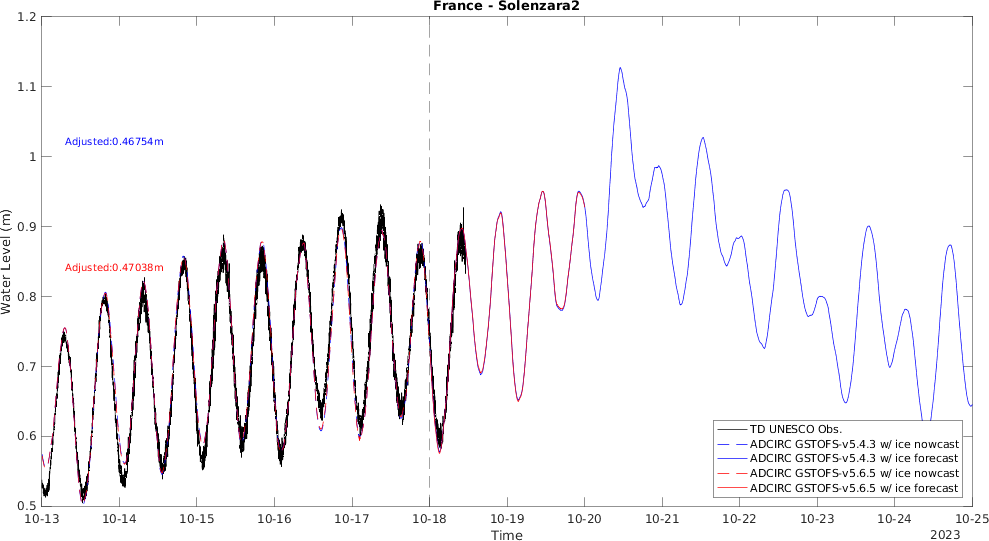 France - Solenzara2
1.2
1.1
1
0.9
0.8
0.7
0.6
0.5
Water Level (m)
Adjusted:0.46754m
Adjusted:0.47038m
TD UNESCO Obs.
ADCIRC GSTOFS-v5.4.3 w/ ice nowcast
ADCIRC GSTOFS-v5.4.3 w/ ice forecast
ADCIRC GSTOFS-v5.6.5 w/ ice nowcast
ADCIRC GSTOFS-v5.6.5 w/ ice forecast
10-13 10-14 10-15 10-16 10-17 10-18 10-19 10-20 10-21 10-22 10-23 10-24 10-25
Time
2023